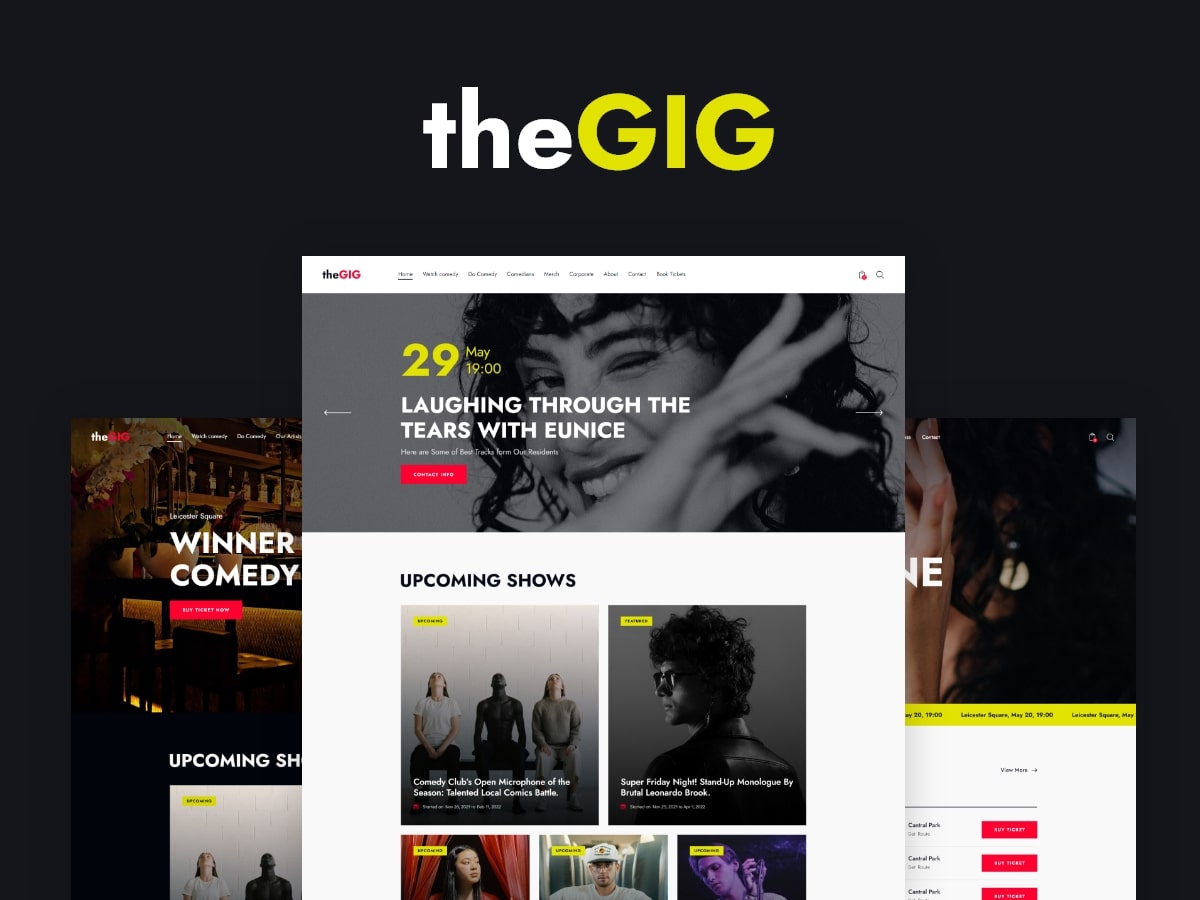 theGIG
theGIG
Home Watch comedy Do Comedy Comedians Merch Corporate About Contact Book Tickets
29 May
19:00
LAUGHING THROUGH THE
TEARS WITH EUNICE
Here are Some of Best Tracks form Our Residents
CONTACT INFO
UPCOMING SHOWS
UPCOMING
Comedy Club's Open Microphone of the
Season: Talented Local Comics Battle.
Started on Nov 26, 2021 to Feb 11, 2022
FEATURED
Super Friday Night! Stand-Up Monologue By
Brutal Leonardo Brook.
Started on Nov 25, 2021 to Apr 1, 2022
UPCOMING
UPCOMING
UPCOMING
theGIG
Home Watch comedy Do Comedy Our Artists
Leicester Square
WINNER
COMEDY
BUY TICKET NOW
UPCOMING SH
UPCOMING
Contact
NE
ay 20, 19:00 Leicester Square, May 20, 19:00 Leicester Square, May
View More
Cantral Park
Get Route
BUY TICKET
Cantral Park
Get Route
BUY TICKET
Cantral Park
Get Route
BUY TICKET